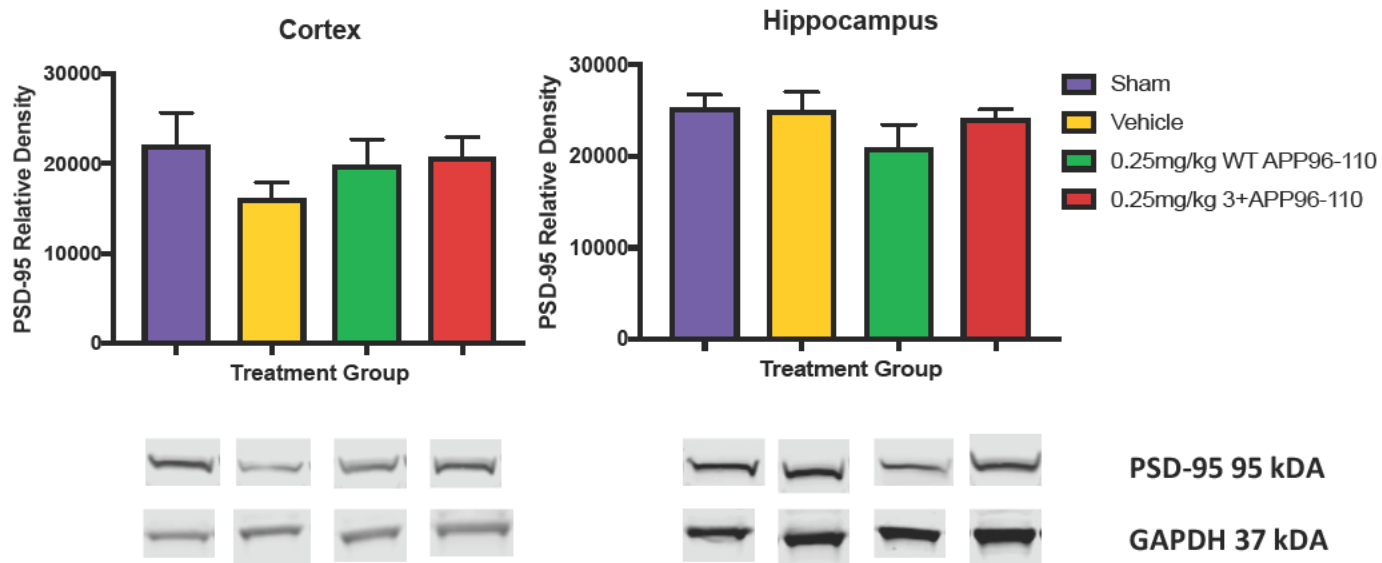 Cortex
PSD-95 Relative Density
30000
20000
10000
0
Treatment Group
Hippocampus
PSD-95 Relative Density
30000
20000
10000
0
Treatment Group
Sham
Vehicle
0.25mg/kg WT APP96-110
0.25mg/kg 3+APP96-110
PSD-95 95 kDA
GAPDH 37 kDA